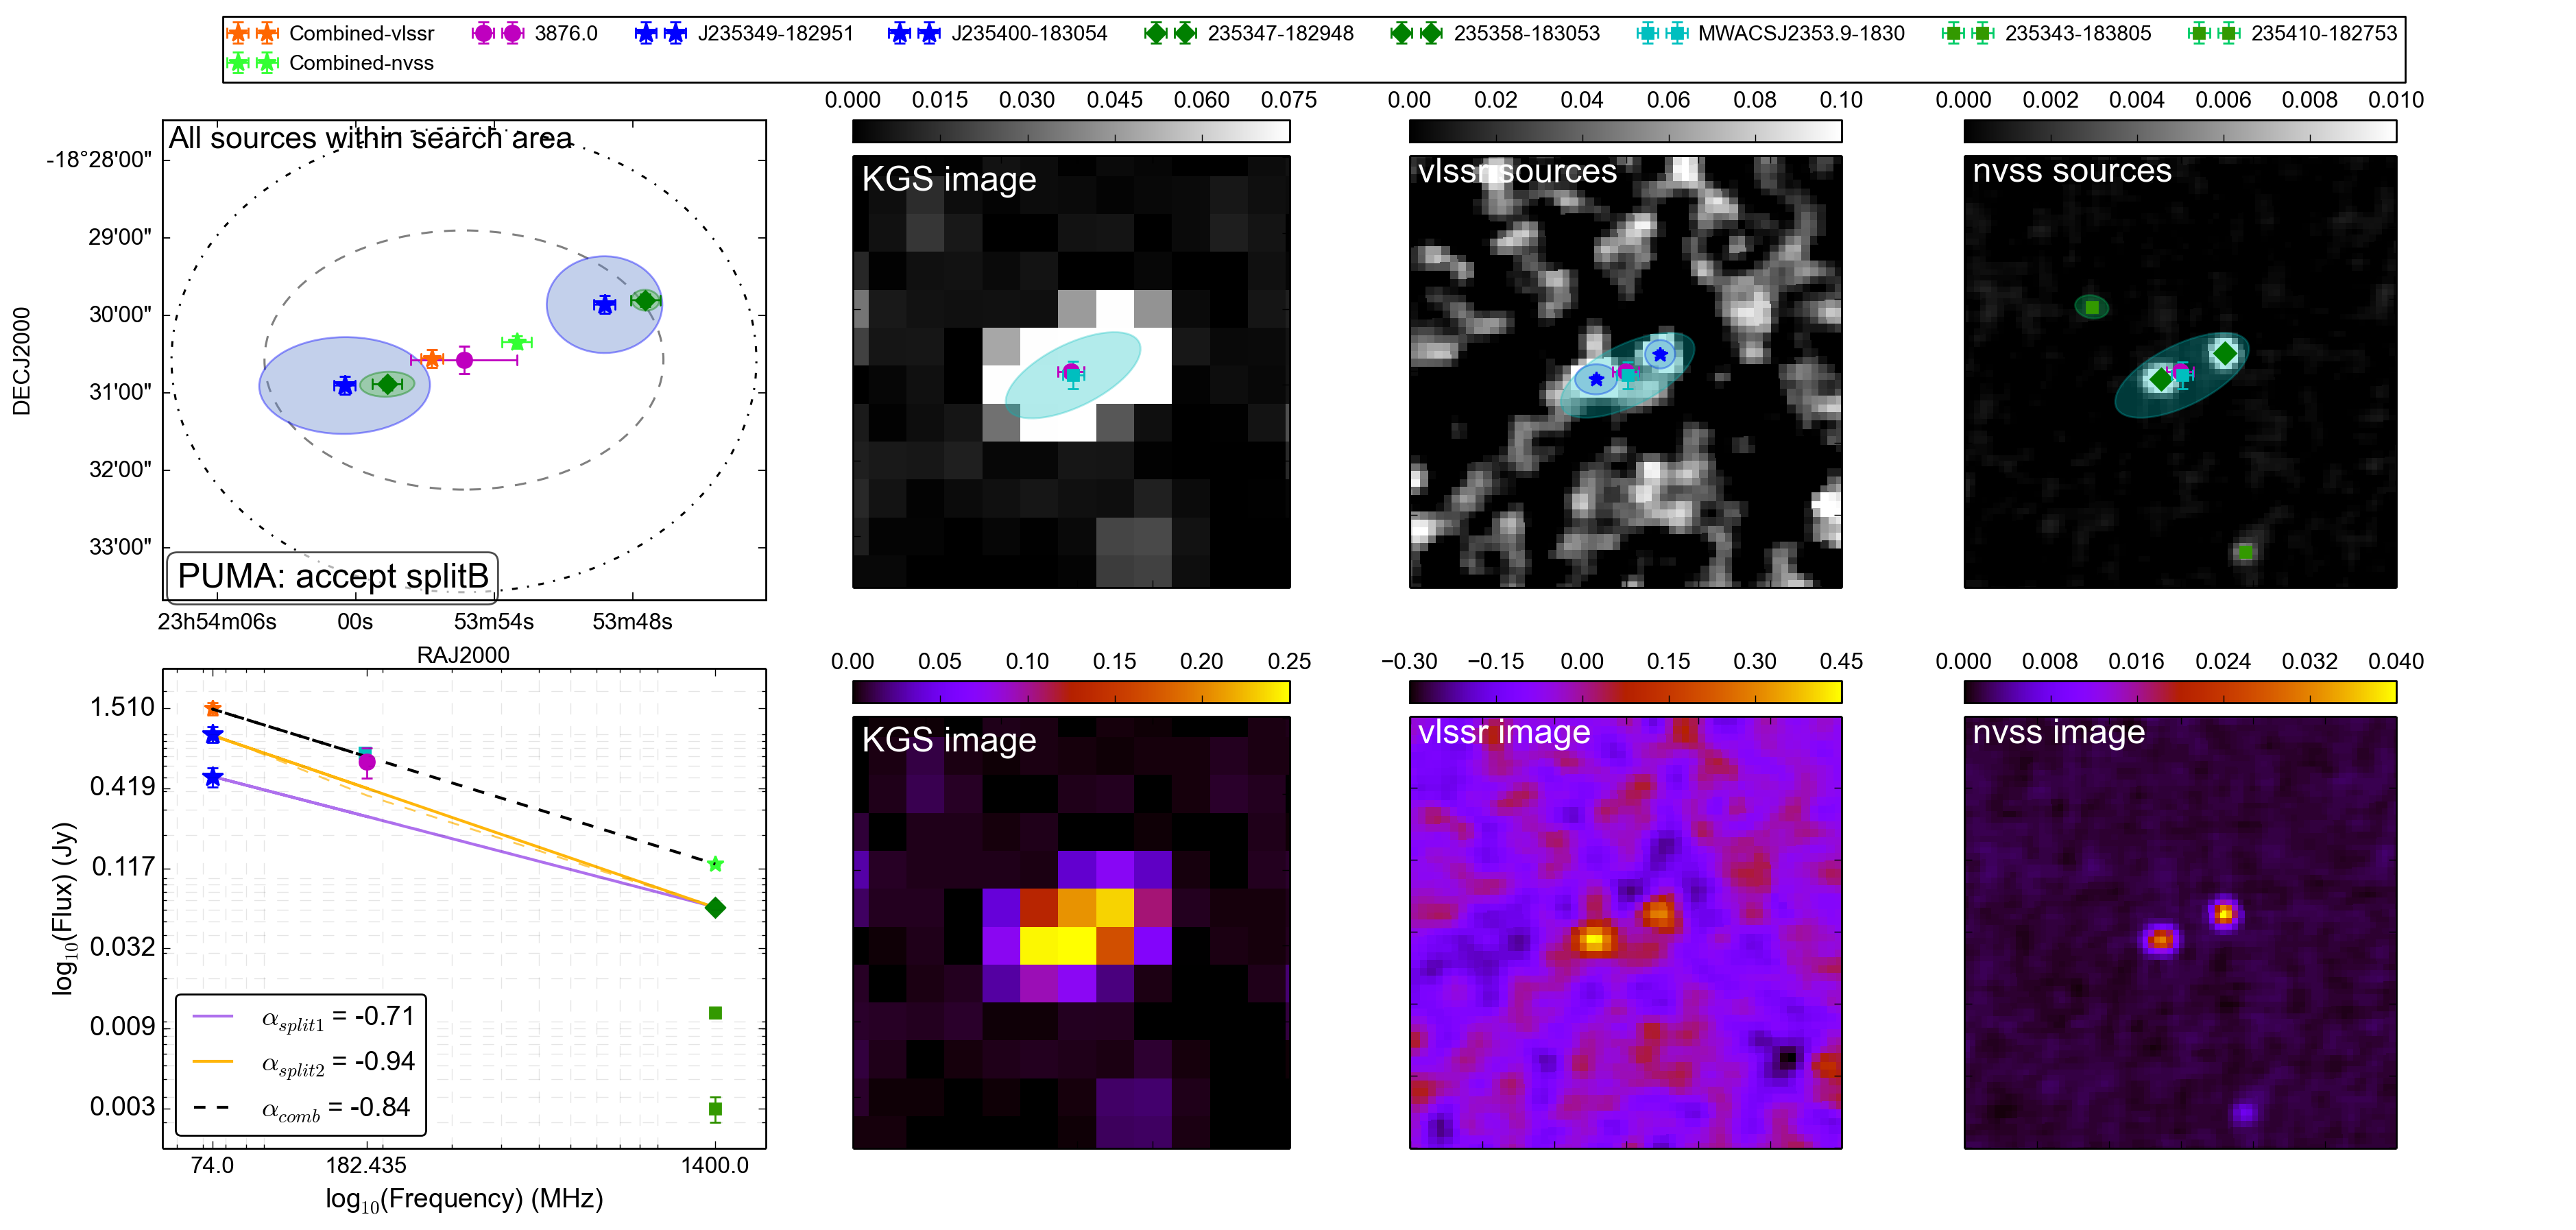 Combined-vlssr 3876.0 J235349-182951 J235400-183054 235347-182948 235358-183053 MWACSJ2353.9-1830 235343-183805 235410-182753
Combined-nvss
All sources within search area
-18°28'00"
29'00"
30'00"
31'00"
32'00"
33'00"
DECJ2000
PUMA: accept splitB
23h54m06s 00s 53m54s 53m48s
RAJ2000
0.000 0.015 0.030 0.045 0.060 0.075
KGS image
0.00 0.02 0.04 0.06 0.08 0.10
vlssr sources
0.000 0.002 0.004 0.006 0.008 0.010
nvss sources
1.510
0.419
0.117
0.032
0.009
0.003
log10(Flux) (Jy)
αsplit1 = -0.71
αsplit2 = -0.94
αcomb = -0.84
74.0 182.435 1400.0
log10(Frequency) (MHz)
0.00 0.05 0.10 0.15 0.20 0.25
KGS image
−0.30 −0.15 0.00 0.15 0.30 0.45
vlssr image
0.000 0.008 0.016 0.024 0.032 0.040
nvss image